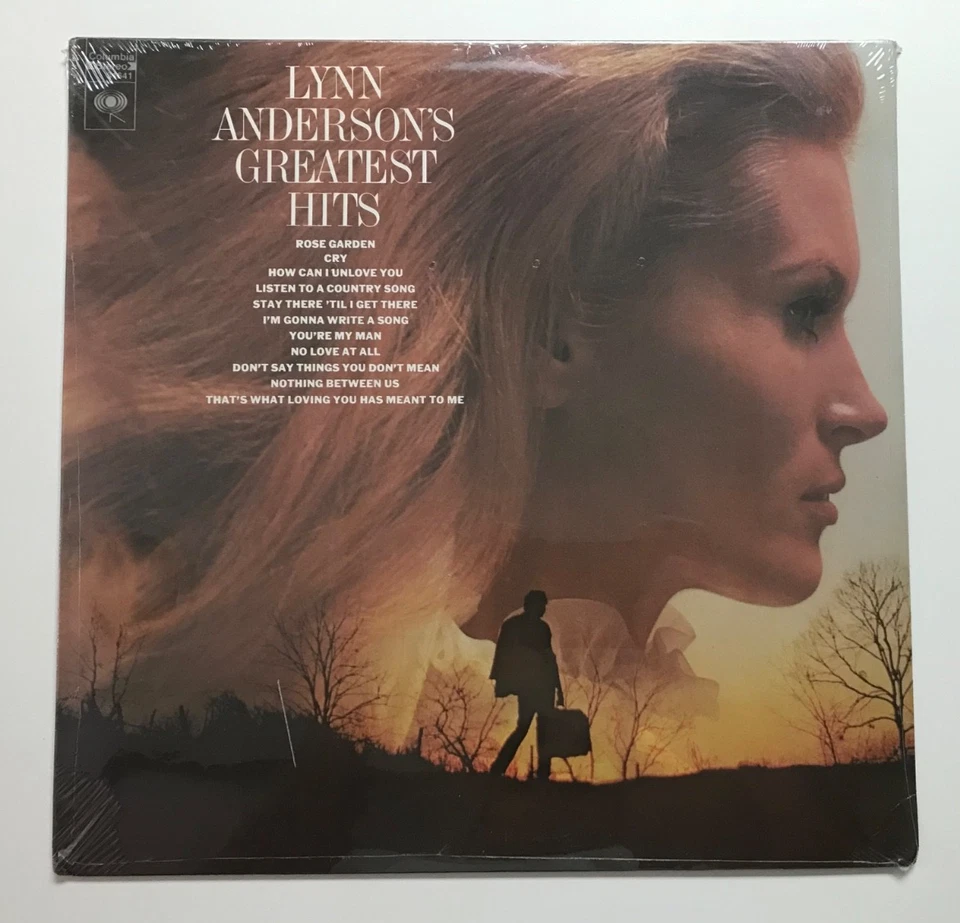 Columbia
LYNN
ANDERSON'S
GREATEST
HITS
ROSE GARDEN
CRY
HOW CAN I UNLOVE YOU
LISTEN TO A COUNTRY SONG
STAY THERE 'TIL I GET THERE
I'M GONNA WRITE A SONG
YOU'RE MY MAN
NO LOVE AT ALL
DON'T SAY THINGS YOU DON'T MEAN
NOTHING BETWEEN US
THAT'S WHAT LOVING YOU HAS MEANT TO ME